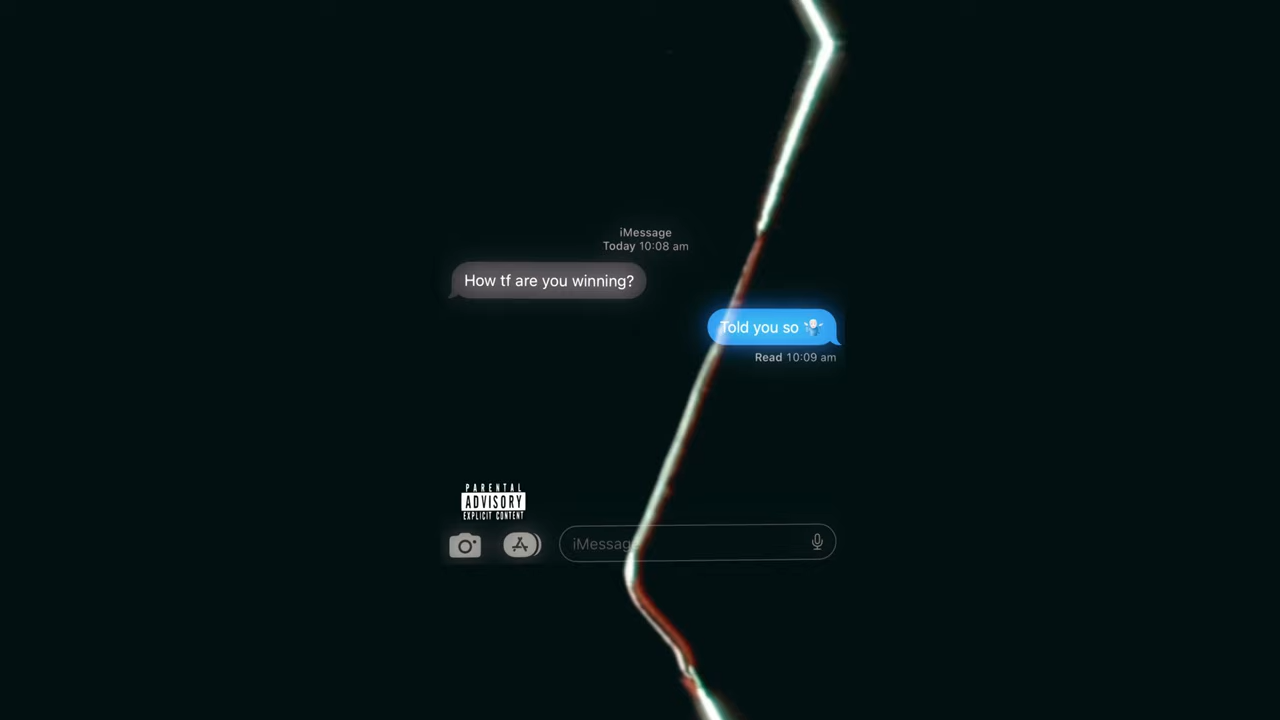 iMessage
Today 10:08 am
How tf are you winning?
Told you so 🤷🏻‍♂️
Read 10:09 am
PARENTAL
ADVISORY
EXPLICIT CONTENT
iMessage